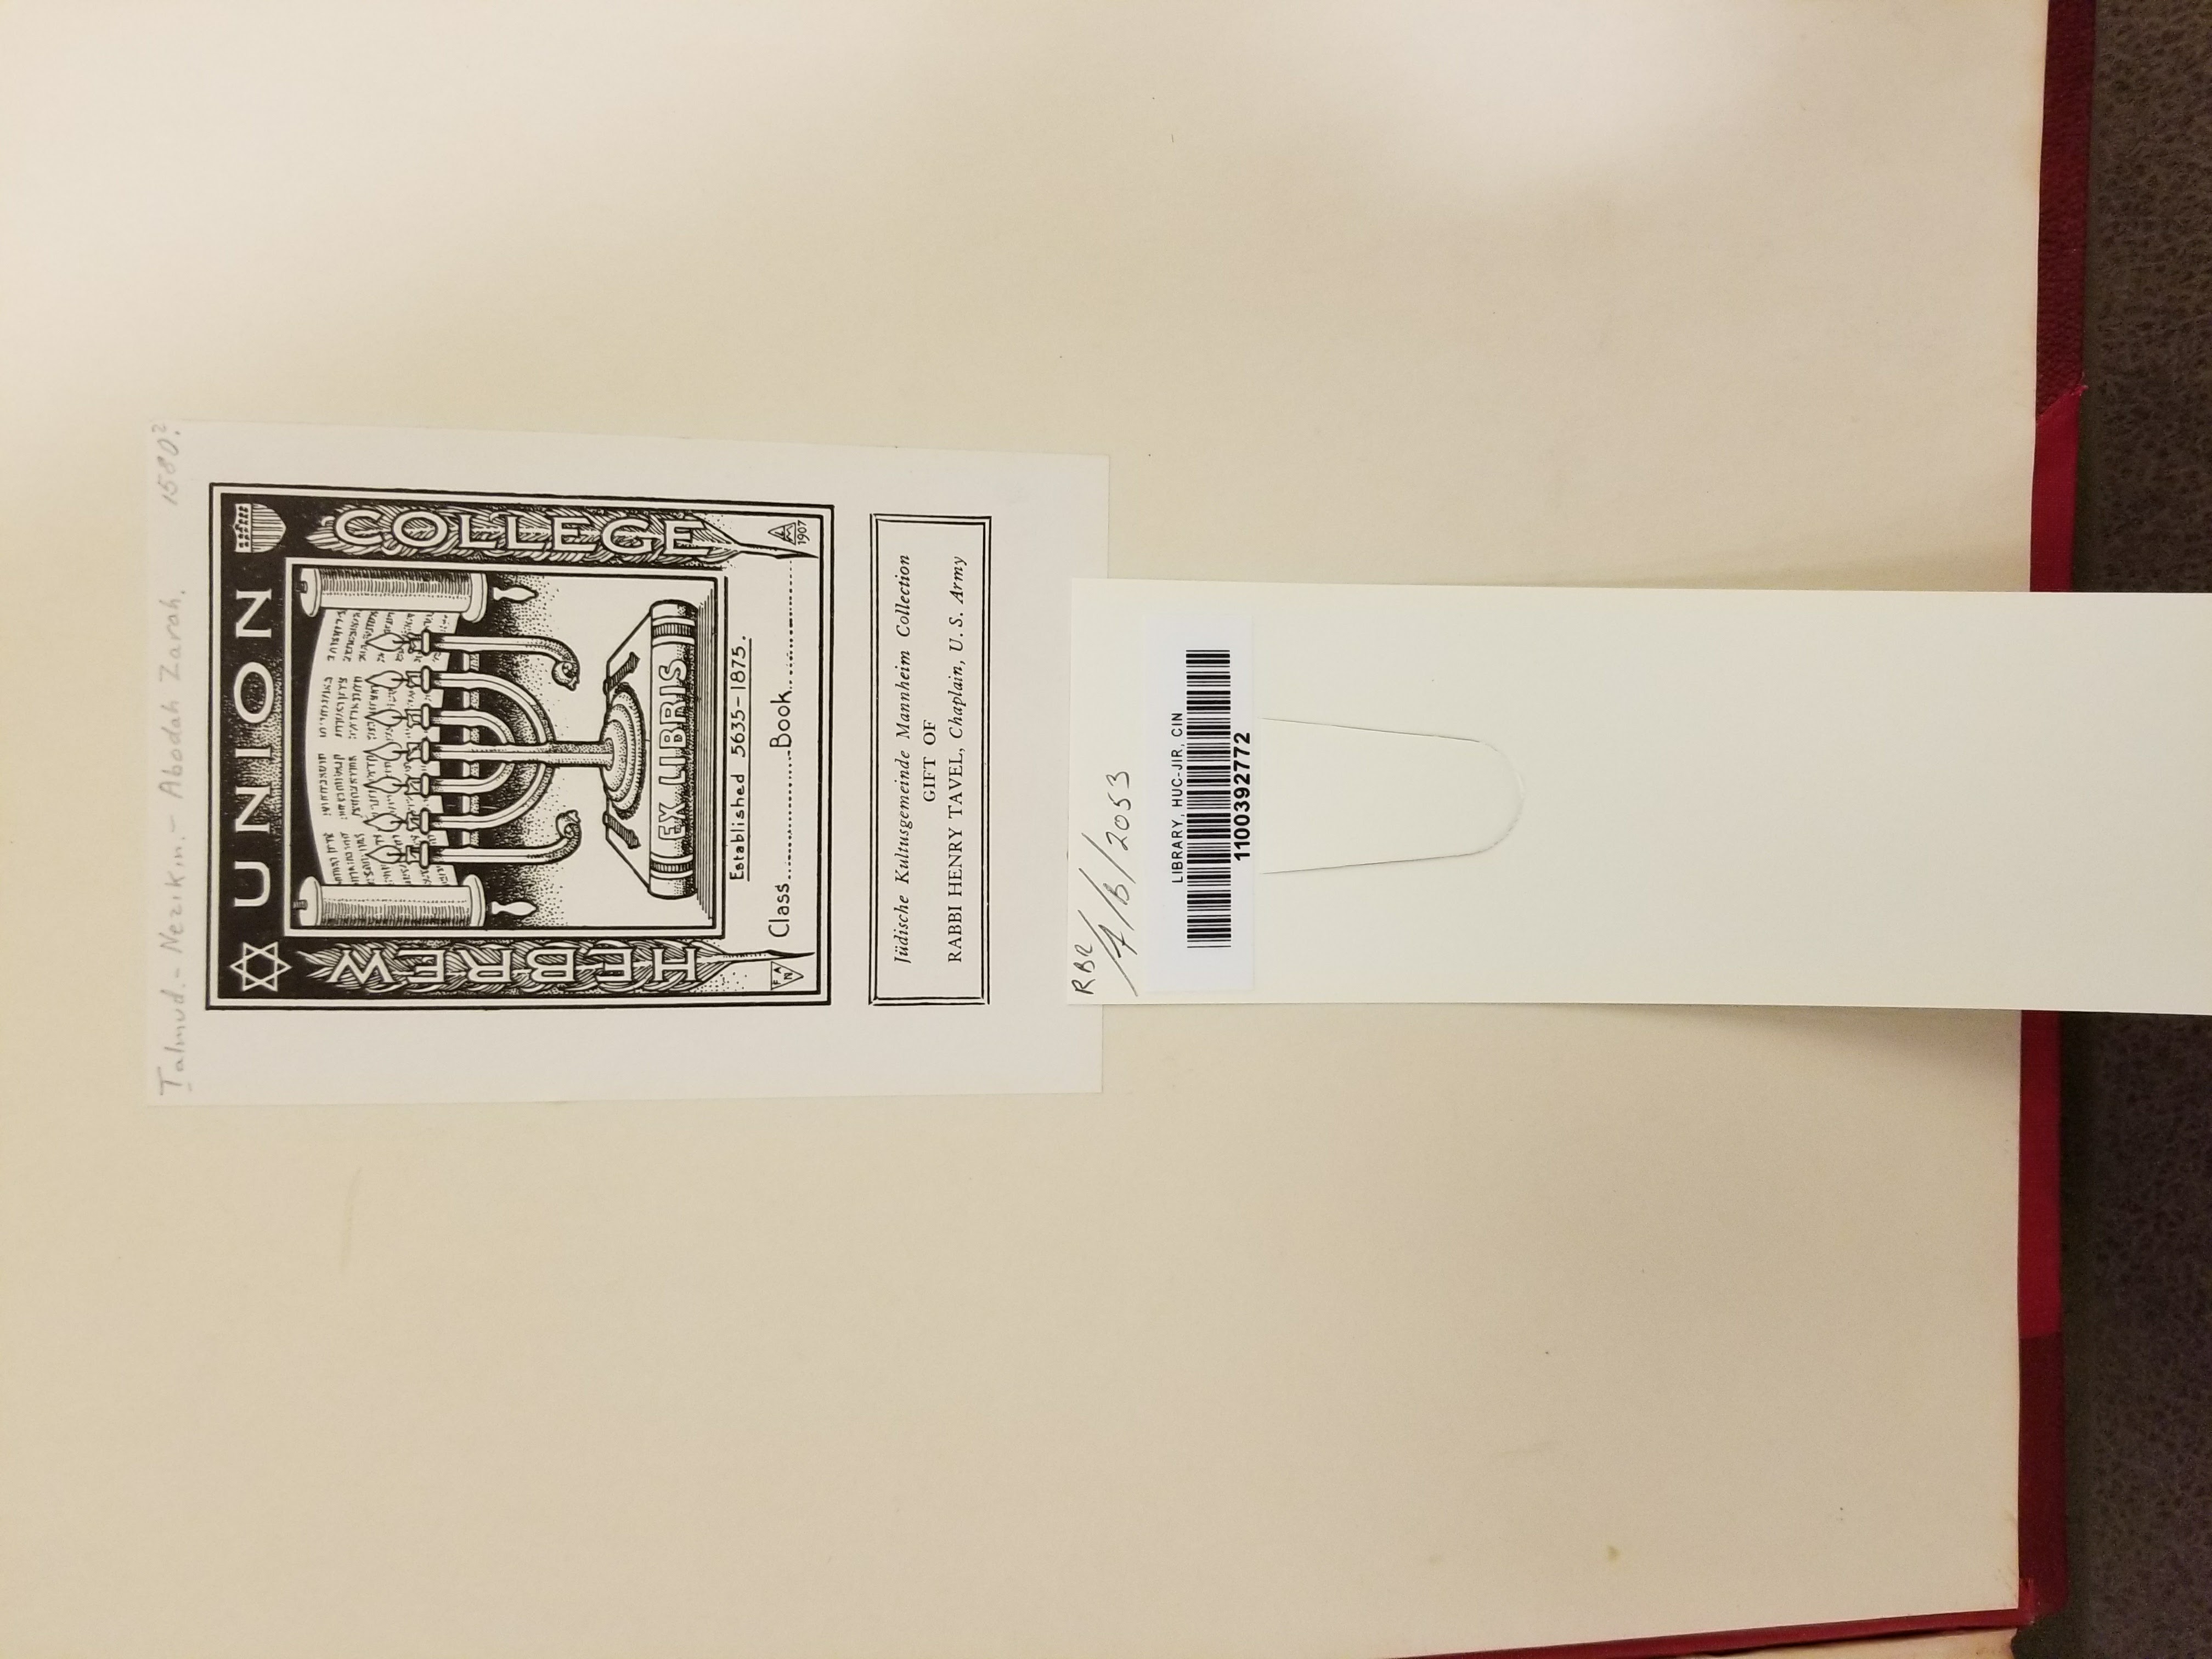 Talmud.- Nezikin.- Abodah Zarah. 1580?
HEBREW UNION COLLEGE
EX LIBRIS
Established 5635-1875.
Class...............Book...............
FAN
1907
Jüdische Kultusgemeinde Mannheim Collection
GIFT OF
RABBI HENRY TAVEL, Chaplain, U. S. Army
RBR
/A/b/2053
LIBRARY, HUC-JIR, CIN
1100392772